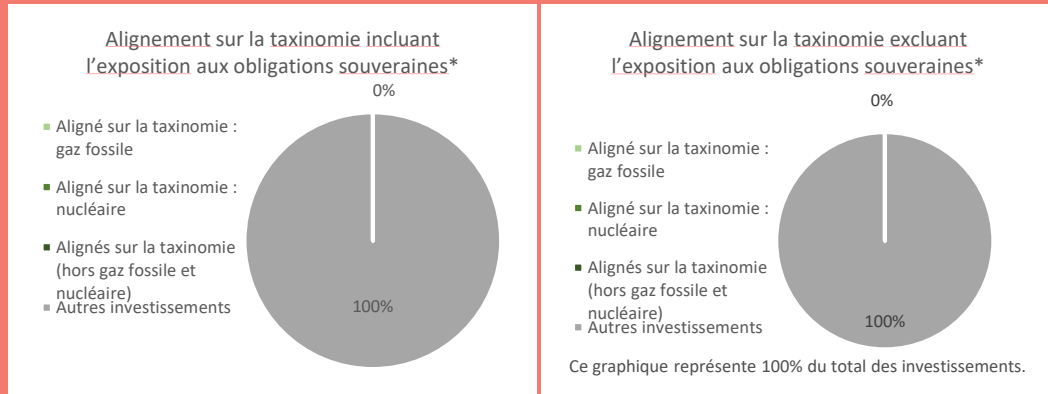 Alignement sur la taxinomie incluant
l'exposition aux obligations souveraines*
0%
Aligné sur la taxinomie :
gaz fossile
Aligné sur la taxinomie :
nucléaire
Alignés sur la taxinomie
(hors gaz fossile et
nucléaire)
Autres investissements
100%
Alignement sur la taxinomie excluant
l'exposition aux obligations souveraines*
0%
Aligné sur la taxinomie :
gaz fossile
Aligné sur la taxinomie :
nucléaire
Alignés sur la taxinomie
(hors gaz fossile et
nucléaire)
Autres investissements
100%
Ce graphique représente 100% du total des investissements.